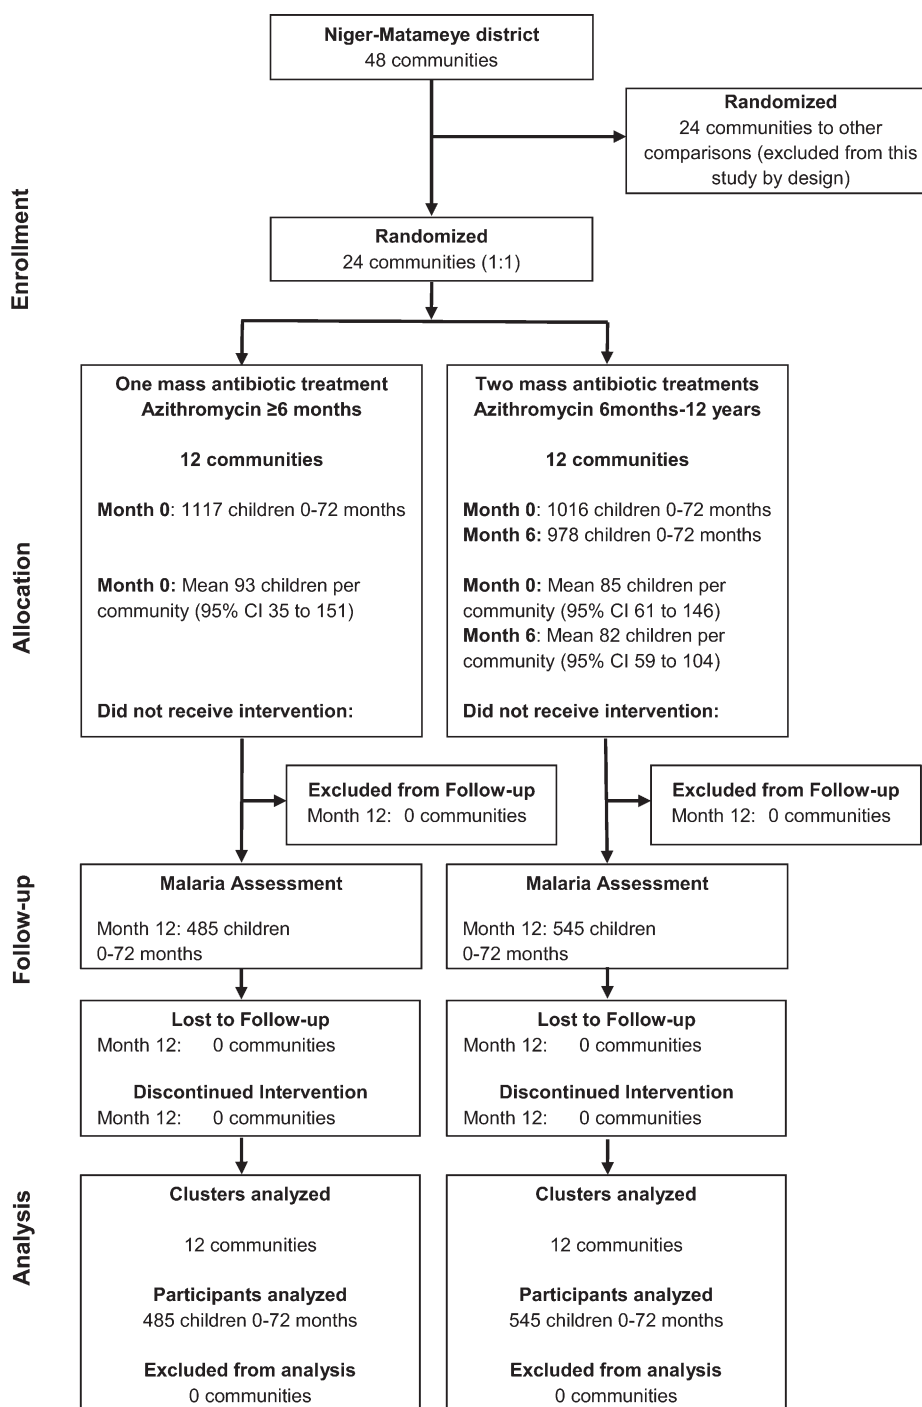 Niger-Matameye district
48 communities
Randomized
24 communities to other
comparisons (excluded from this
study by design)
Enrollment
Randomized
24 communities (1:1)
Allocation
One mass antibiotic treatment
Azithromycin ≥6 months
12 communities
Month 0: 1117 children 0-72 months
Month 0: Mean 93 children per
community (95% CI 35 to 151)
Did not receive intervention:
Two mass antibiotic treatments
Azithromycin 6months-12 years
12 communities
Month 0: 1016 children 0-72 months
Month 6: 978 children 0-72 months
Month 0: Mean 85 children per
community (95% CI 61 to 146)
Month 6: Mean 82 children per
community (95% CI 59 to 104)
Did not receive intervention:
Excluded from Follow-up
Month 12: 0 communities
Excluded from Follow-up
Month 12: 0 communities
Follow-up
Malaria Assessment
Month 12: 485 children
0-72 months
Malaria Assessment
Month 12: 545 children
0-72 months
Lost to Follow-up
Month 12: 0 communities
Discontinued Intervention
Month 12: 0 communities
Lost to Follow-up
Month 12: 0 communities
Discontinued Intervention
Month 12: 0 communities
Analysis
Clusters analyzed
12 communities
Participants analyzed
485 children 0-72 months
Excluded from analysis
0 communities
Clusters analyzed
12 communities
Participants analyzed
545 children 0-72 months
Excluded from analysis
0 communities